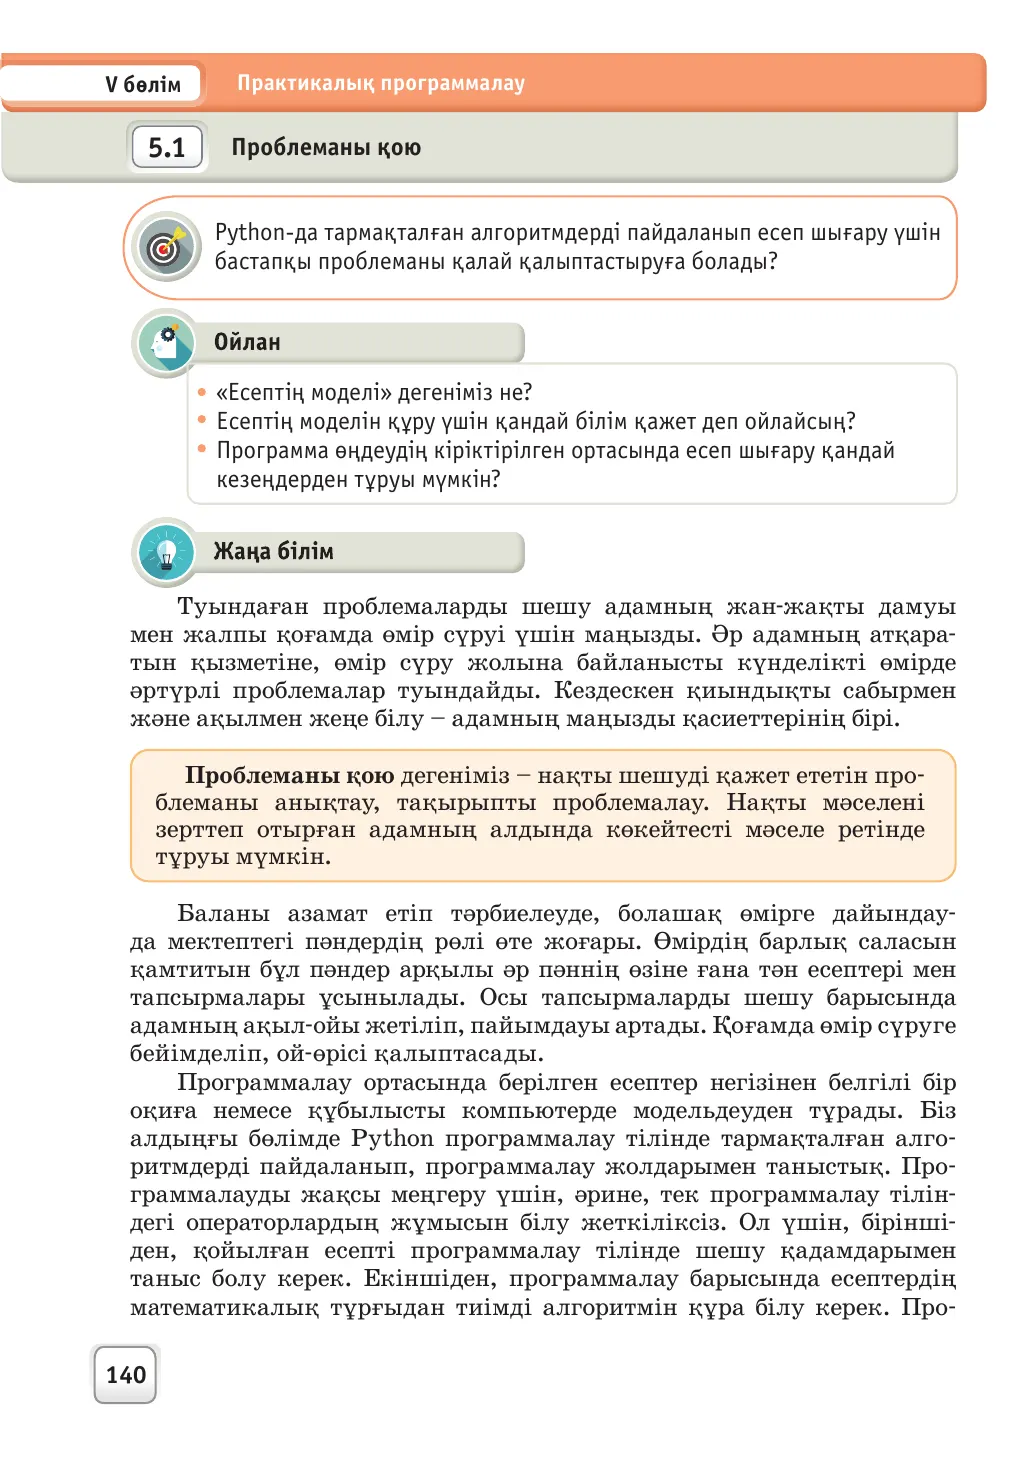 V бөлім
Практикалық программалау
5.1
Проблеманы қою
Python-да тармақталған алгоритмдерді пайдаланып есеп шығару үшін
бастапқы проблеманы қалай қалыптастыруға болады?
Ойлан
• «Есептің моделі» дегеніміз не?
• Есептің моделін құру үшін қандай білім қажет деп ойлайсың?
• Программа өңдеудің кіріктірілген ортасында есеп шығару қандай
кезеңдерден тұруы мүмкін?
Жаңа білім
Туындаған проблемаларды шешу адамның жан-жақты дамуы
мен жалпы қоғамда өмір сүруі үшін маңызды. Әр адамның атқара-
тын қызметіне, өмір сүру жолына байланысты күнделікті өмірде
әртүрлі проблемалар туындайды. Кездескен қиындықты сабырмен
және ақылмен жеңе білу – адамның маңызды қасиеттерінің бірі.
Проблеманы қою дегеніміз – нақты шешуді қажет ететін про-
блеманы анықтау, тақырыпты проблемалау. Нақты мәселені
зерттеп отырған адамның алдында көкейтесті мәселе ретінде
тұруы мүмкін.
Баланы азамат етіп тәрбиелеуде, болашақ өмірге дайындау-
да мектептегі пәндердің рөлі өте жоғары. Өмірдің барлық саласын
қамтитын бұл пәндер арқылы әр пәннің өзіне ғана тән есептері мен
тапсырмалары ұсынылады. Осы тапсырмаларды шешу барысында
адамның ақыл-ойы жетіліп, пайымдауы артады. Қоғамда өмір сүруге
бейімделіп, ой-өрісі қалыптасады.
Программалау ортасында берілген есептер негізінен белгілі бір
оқиға немесе құбылысты компьютерде модельдеуден тұрады. Біз
алдыңғы бөлімде Python программалау тілінде тармақталған алго-
ритмдерді пайдаланып, программалау жолдарымен таныстық. Про-
граммалауды жақсы меңгеру үшін, әрине, тек программалау тілін-
дегі операторлардың жұмысын білу жеткіліксіз. Ол үшін, бірінші-
ден, қойылған есепті программалау тілінде шешу қадамдарымен
таныс болу керек. Екіншіден, программалау барысында есептердің
математикалық тұрғыдан тиімді алгоритмін құра білу керек. Про-
140